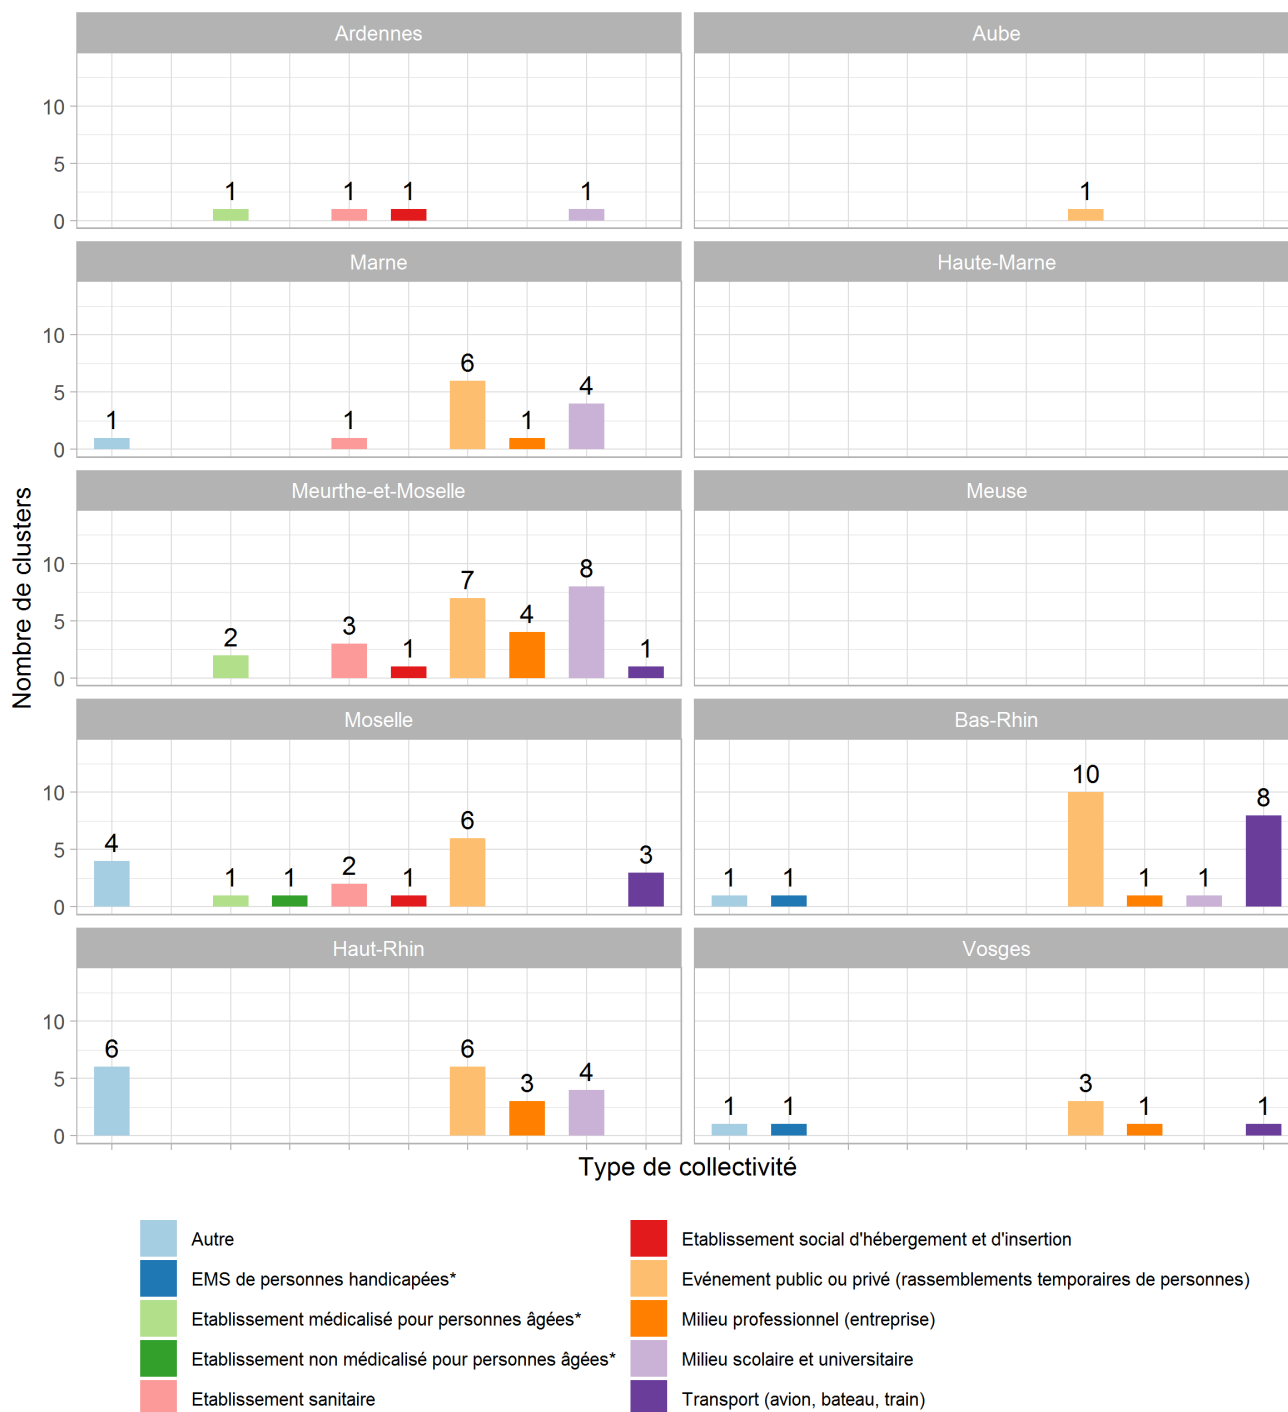 Ardennes
Aube
10
5
0
1 1 1 1
1
Marne
Haute-Marne
10
5
0
1 1 6 1 4
Meurthe-et-Moselle
Meuse
10
5
0
2 3 1 7 4 8 1
Nombre de clusters
Moselle
Bas-Rhin
10
5
0
4 1 1 2 1 6 3
1 1 10 1 1 8
Haut-Rhin
Vosges
10
5
0
6 6 3 4
1 1 3 1 1
Type de collectivité
Autre
EMS de personnes handicapées*
Etablissement médicalisé pour personnes âgées*
Etablissement non médicalisé pour personnes âgées*
Etablissement sanitaire
Etablissement social d'hébergement et d'insertion
Evénement public ou privé (rassemblements temporaires de personnes)
Milieu professionnel (entreprise)
Milieu scolaire et universitaire
Transport (avion, bateau, train)